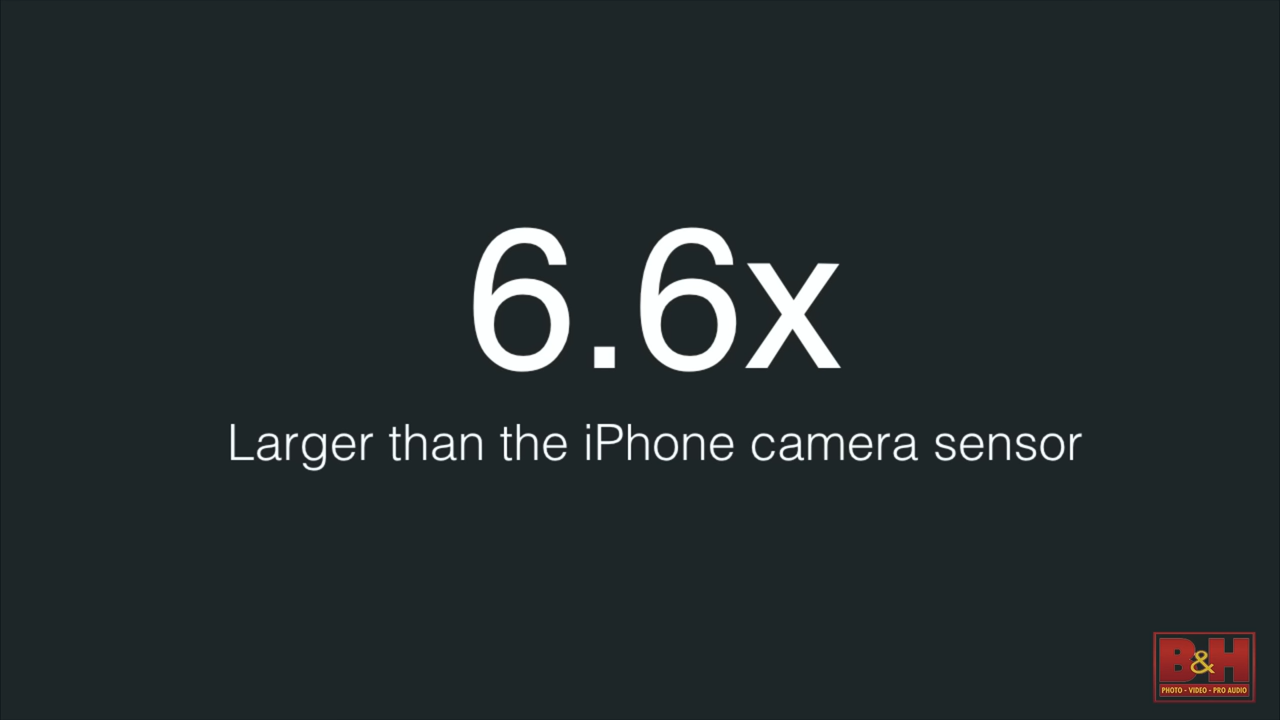 6.6x
Larger than the iPhone camera sensor
B&H
PHOTO - VIDEO - PRO AUDIO